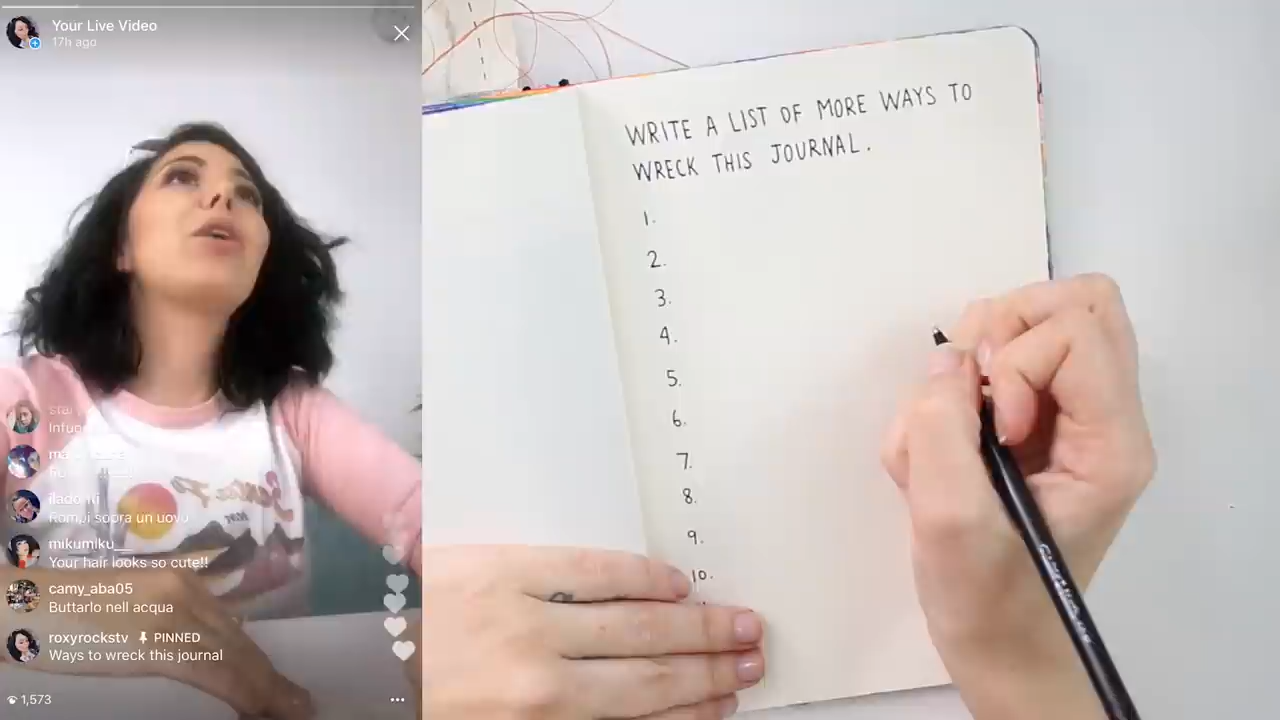 Your Live Video
17h ago
ilado_kj
Rompi sopra un uovo
mikumiku__
Your hair looks so cute!!
camy_aba05
Buttarlo nell acqua
roxyrockstv PINNED
Ways to wreck this journal
1,573
WRITE A LIST OF MORE WAYS TO
WRECK THIS JOURNAL.
1.
2.
3.
4.
5.
6.
7.
8.
9.
10.